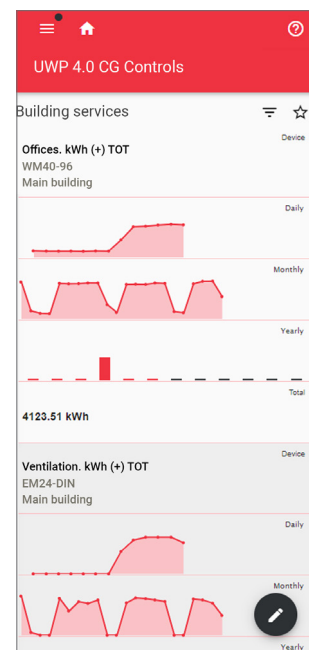 UWP 4.0 CG Controls
Building services
Device
Offices. kWh (+) TOT
WM40-96
Main building
Daily
Monthly
Yearly
Total
4123.51 kWh
Device
Ventilation. kWh (+) TOT
EM24-DIN
Main building
Daily
Monthly
Yearly